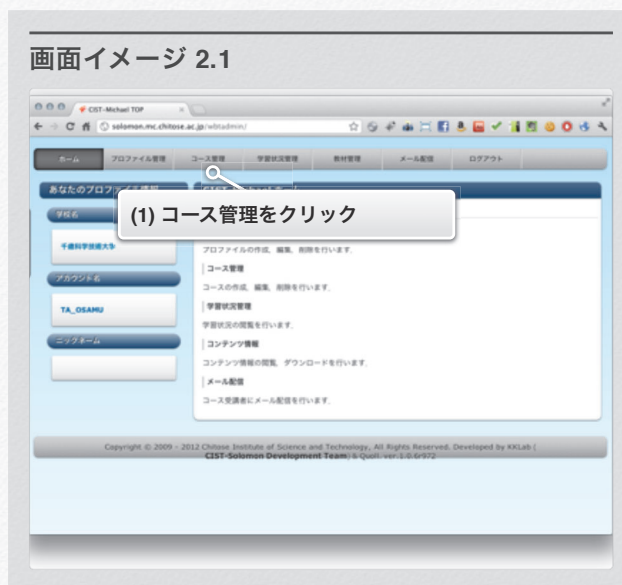 画面イメージ 2.1
CIST-Michael TOP
solomon.mc.chitose.ac.jp/wbtadmin/
ホーム プロファイル管理 コース管理 学習状況管理 教材管理 メール配信 ログアウト
あなたのプロファイル情報
(1) コース管理をクリック
学校名
千歳科学技術大
プロファイルの作成、編集、削除を行います.
コース管理
コースの作成、編集、削除を行います.
アカウント名
学習状況管理
TA_OSAMU
学習状況の閲覧を行います.
コンテンツ情報
ニックネーム
コンテンツ情報の閲覧、ダウンロードを行います.
メール配信
コース受講者にメール配信を行います.
Copyright © 2009 - 2012 Chitose Institute of Science and Technology, All Rights Reserved. Developed by KKLab (
CIST-Solomon Development Team) & Quoll. ver.1.0.6r972